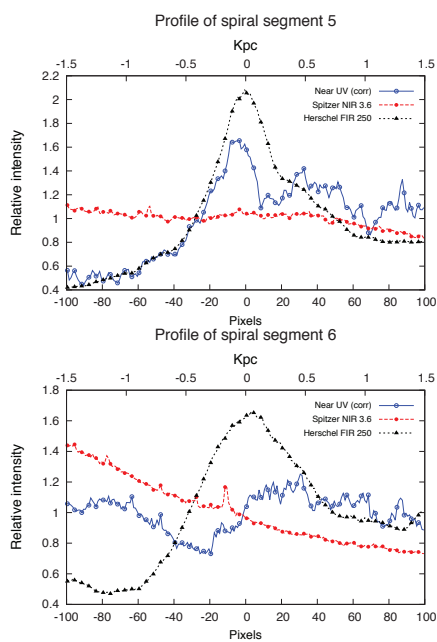 Profile of spiral segment 5
Kpc
-1.5 -1 -0.5 0 0.5 1 1.5
2.2
2
1.8
1.6
1.4
1.2
1
0.8
0.6
0.4
Relative intensity
Near UV (corr)
Spitzer NIR 3.6
Herschel FIR 250
-100 -80 -60 -40 -20 0 20 40 60 80 100
Pixels
Profile of spiral segment 6
Kpc
-1.5 -1 -0.5 0 0.5 1 1.5
1.8
1.6
1.4
1.2
1
0.8
0.6
0.4
Relative intensity
Near UV (corr)
Spitzer NIR 3.6
Herschel FIR 250
-100 -80 -60 -40 -20 0 20 40 60 80 100
Pixels